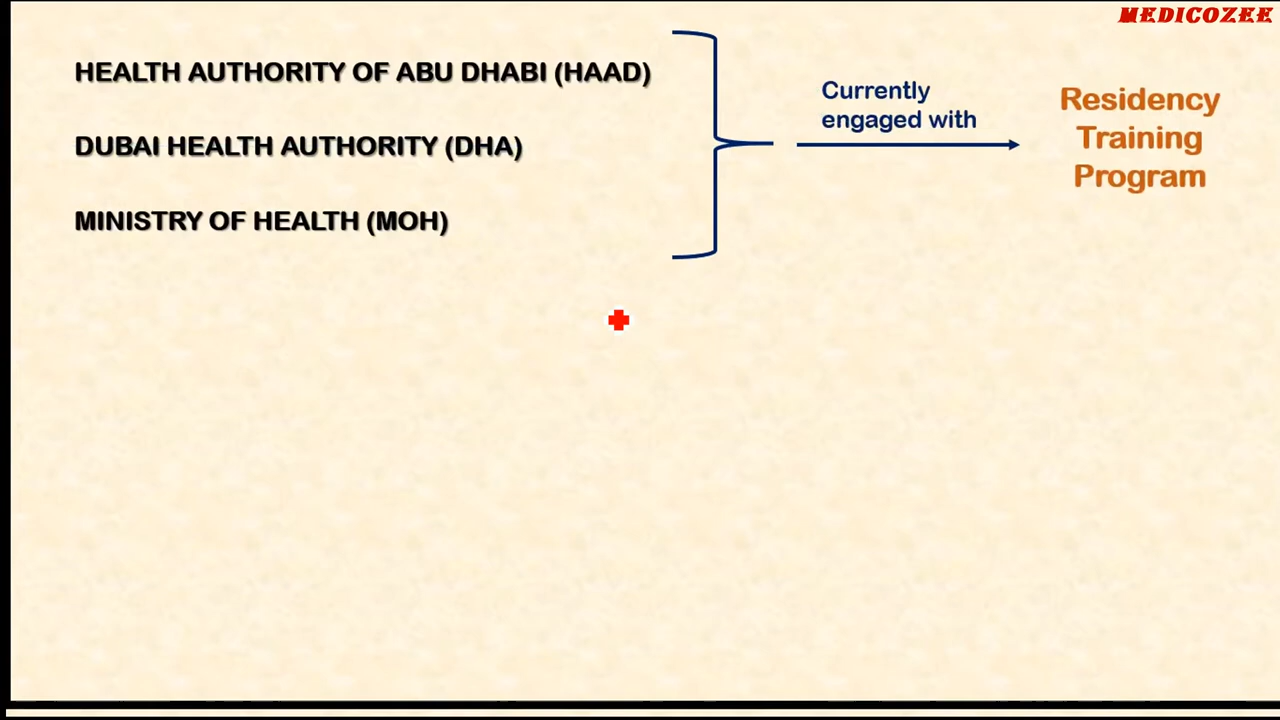 MEDICOZEE
HEALTH AUTHORITY OF ABU DHABI (HAAD)
DUBAI HEALTH AUTHORITY (DHA)
MINISTRY OF HEALTH (MOH)
Currently
engaged with
Residency
Training
Program